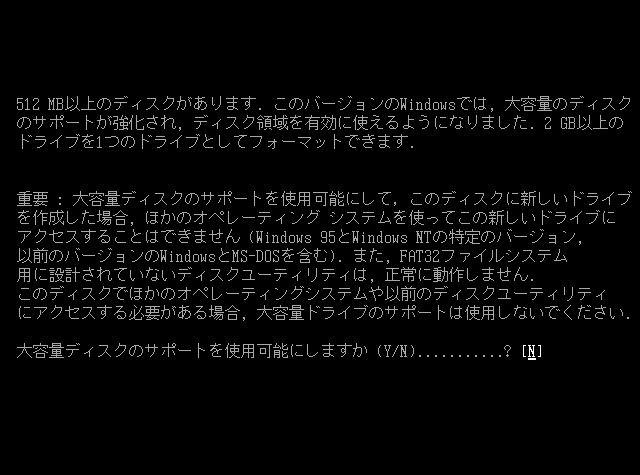 512 MB以上のディスクがあります. このバージョンのWindowsでは, 大容量のディスク
のサポートが強化され, ディスク領域を有効に使えるようになりました. 2 GB以上の
ドライブを1つのドライブとしてフォーマットできます.
重要 : 大容量ディスクのサポートを使用可能にして, このディスクに新しいドライブ
を作成した場合, ほかのオペレーティング システムを使ってこの新しいドライブに
アクセスすることはできません (Windows 95とWindows NTの特定のバージョン,
以前のバージョンのWindowsとMS-DOSを含む). また, FAT32ファイルシステム
用に設計されていないディスクユーティリティは, 正常に動作しません.
このディスクでほかのオペレーティングシステムや以前のディスクユーティリティ
にアクセスする必要がある場合, 大容量ドライブのサポートは使用しないでください.
大容量ディスクのサポートを使用可能にしますか (Y/N)...........? [N]